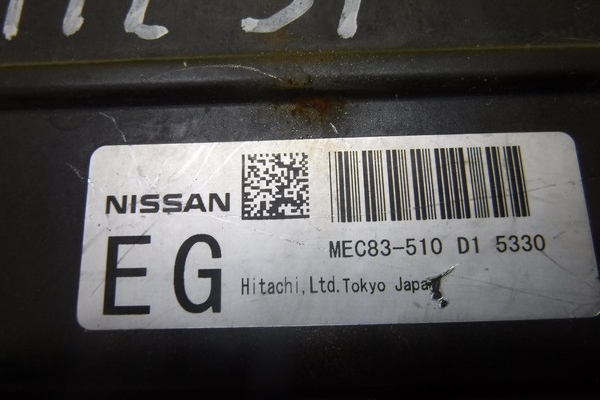 NISSAN
EG
MEC83-510 D1 5330
Hitachi,Ltd.Tokyo Japan